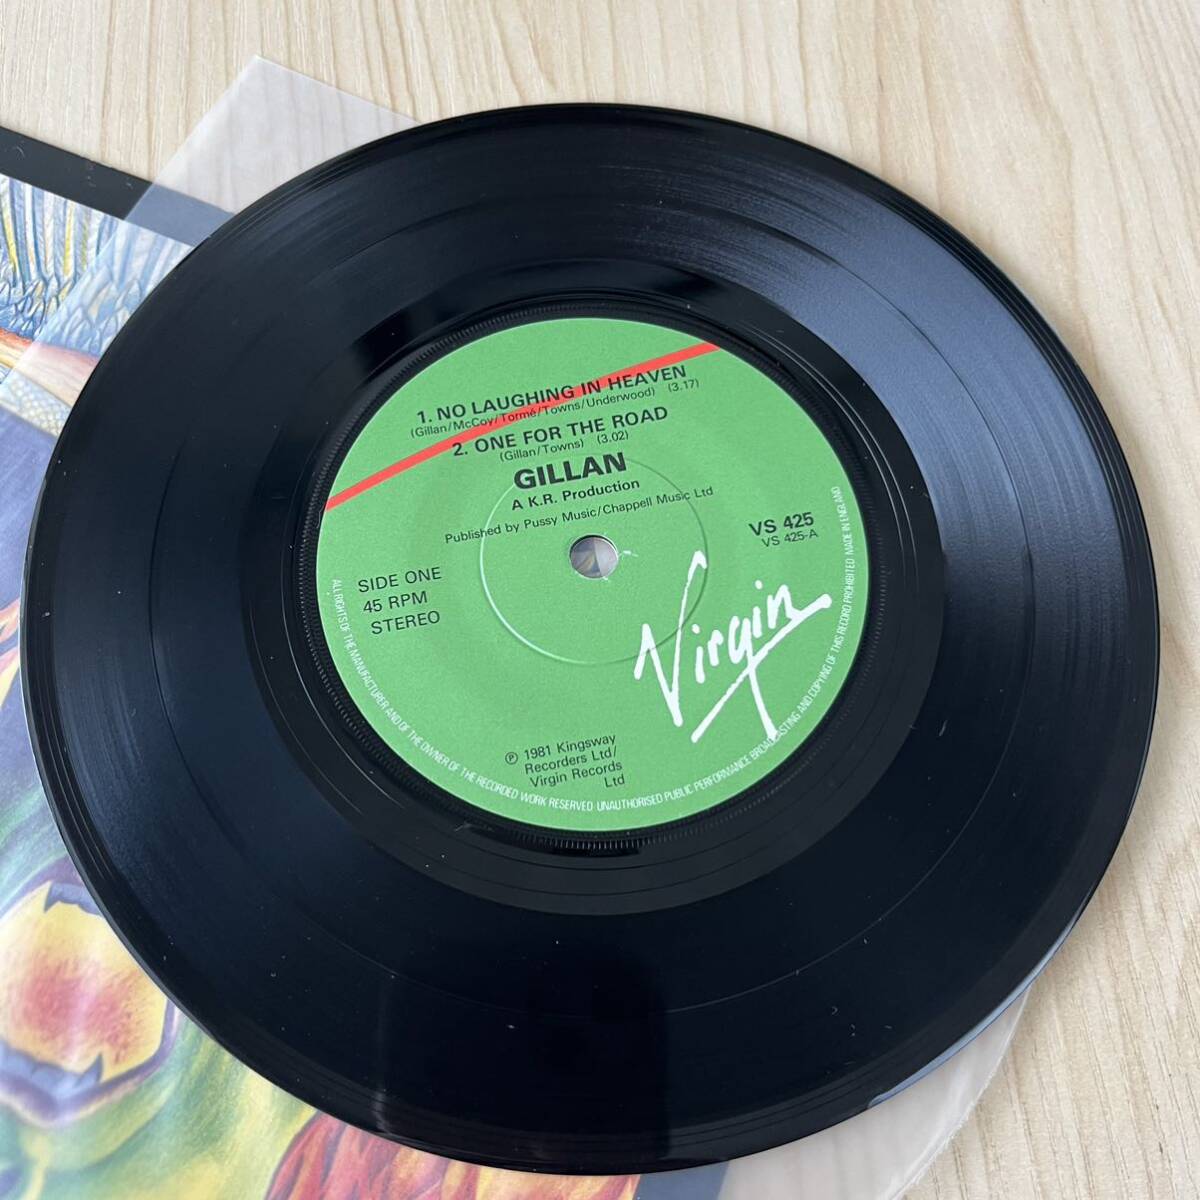 1. NO LAUGHING IN HEAVEN
(Gillan/McCoy/Tormé/Towns/Underwood) (3.17)
2. ONE FOR THE ROAD
(Gillan/Towns) (3.02)
GILLAN
A K.R. Production
Published by Pussy Music/Chappell Music Ltd
VS 425
VS 425-A
SIDE ONE
45 RPM
STEREO
Virgin
℗ 1981 Kingsway
Recorders Ltd/
Virgin Records
Ltd
ALL RIGHTS OF THE MANUFACTURER AND OF THE OWNER OF THE RECORDED WORK RESERVED UNAUTHORISED PUBLIC PERFORMANCE BROADCASTING AND COPYING OF THIS RECORD PROHIBITED MADE IN ENGLAND